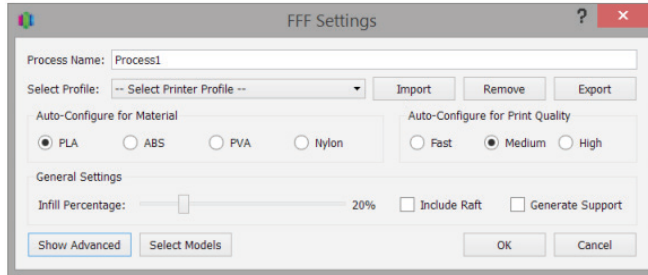 FFF Settings ?
Process Name: Process1
Select Profile: -- Select Printer Profile -- Import Remove Export
Auto-Configure for Material Auto-Configure for Print Quality
PLA ABS PVA Nylon Fast Medium High
General Settings
Infill Percentage: 20% Include Raft Generate Support
Show Advanced Select Models OK Cancel